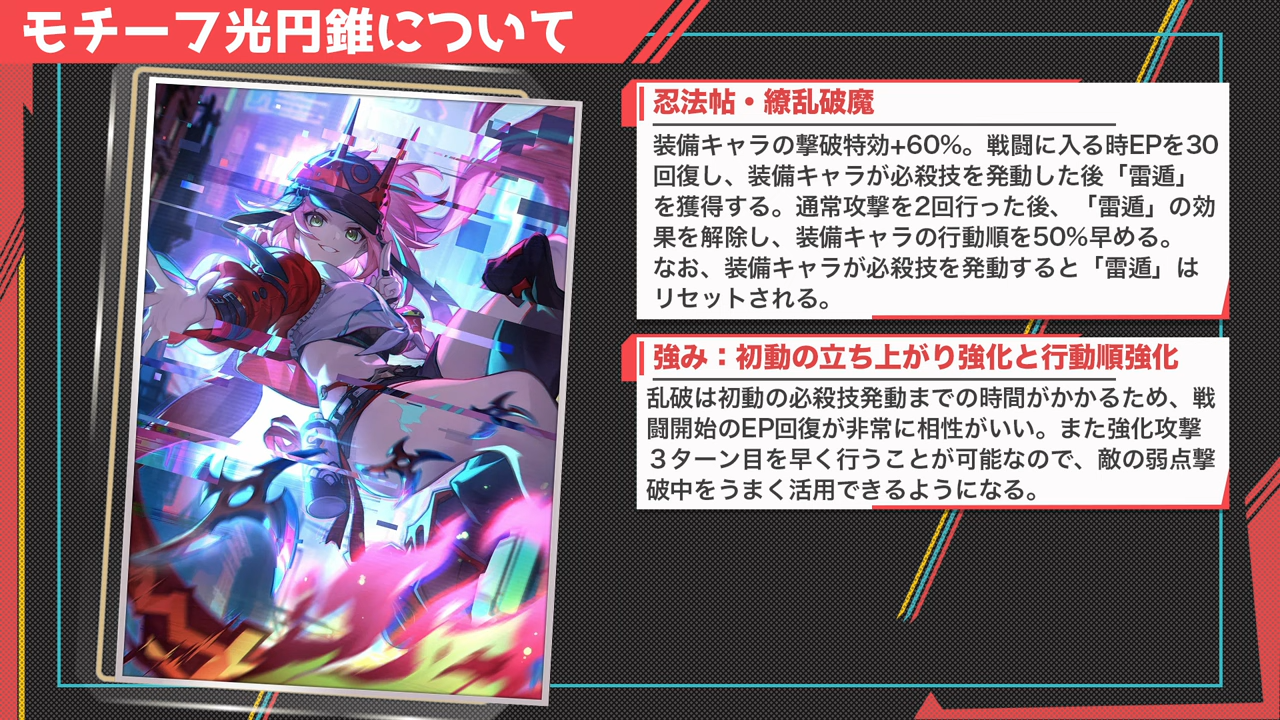 モチーフ光円錐について
忍法帖・繚乱破魔
装備キャラの撃破特効+60%。戦闘に入る時EPを30
回復し、装備キャラが必殺技を発動した後「雷遁」
を獲得する。通常攻撃を2回行った後、「雷遁」の効
果を解除し、装備キャラの行動順を50%早める。
なお、装備キャラが必殺技を発動すると「雷遁」は
リセットされる。
強み：初動の立ち上がり強化と行動順強化
乱破は初動の必殺技発動までの時間がかかるため、戦
闘開始のEP回復が非常に相性がいい。また強化攻撃
３ターン目を早く行うことが可能なので、敵の弱点撃
破中をうまく活用できるようになる。